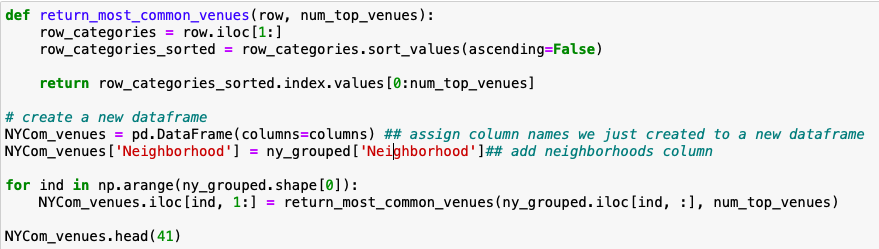 def return_most_common_venues(row, num_top_venues):
    row_categories = row.iloc[1:]
    row_categories_sorted = row_categories.sort_values(ascending=False)

    return row_categories_sorted.index.values[0:num_top_venues]

# create a new dataframe
NYCom_venues = pd.DataFrame(columns=columns) ## assign column names we just created to a new dataframe
NYCom_venues['Neighborhood'] = ny_grouped['Neighborhood']## add neighborhoods column

for ind in np.arange(ny_grouped.shape[0]):
    NYCom_venues.iloc[ind, 1:] = return_most_common_venues(ny_grouped.iloc[ind, :], num_top_venues)

NYCom_venues.head(41)